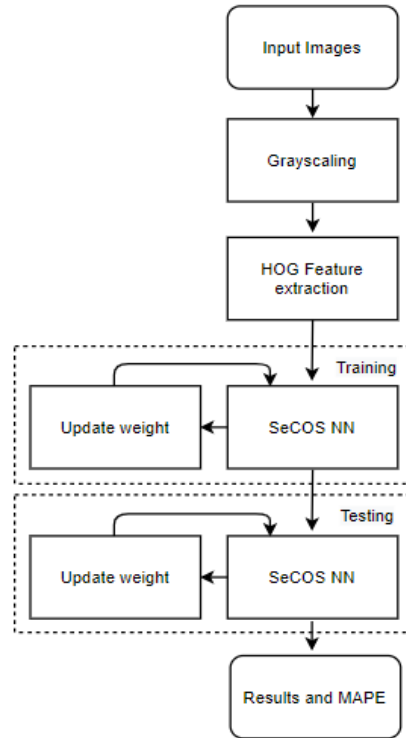 Input Images
Grayscaling
HOG Feature
extraction
Training
Update weight
SeCOS NN
Testing
Update weight
SeCOS NN
Results and MAPE